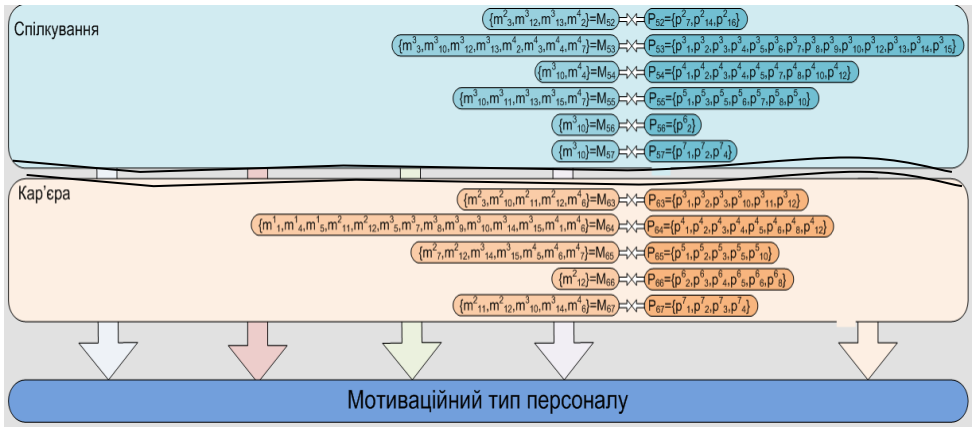 Спілкування
{m²₃,m³₁₂,m³₁₃,m⁴₂}=M₅₂ P₅₂={p²₇,p²₁₄,p²₁₆}
{m³₃,m³₁₀,m³₁₂,m³₁₃,m⁴₂,m⁴₃,m⁴₄,m⁴₇}=M₅₃ P₅₃={p³₁,p³₂,p³₃,p³₄,p³₅,p³₆,p³₇,p³₈,p³₉,p³₁₀,p³₁₂,p³₁₃,p³₁₄,p³₁₅}
{m³₁₀,m⁴₄}=M₅₄ P₅₄={p⁴₁,p⁴₂,p⁴₃,p⁴₄,p⁴₅,p⁴₇,p⁴₈,p⁴₁₀,p⁴₁₂}
{m³₁₀,m³₁₁,m³₁₃,m³₁₅,m⁴₇}=M₅₅ P₅₅={p⁵₁,p⁵₃,p⁵₅,p⁵₆,p⁵₇,p⁵₈,p⁵₁₀}
{m³₁₀}=M₅₆ P₅₆={p⁶₂}
{m³₁₀}=M₅₇ P₅₇={p⁷₁,p⁷₂,p⁷₄}
Кар’єра
{m²₃,m²₁₀,m²₁₁,m²₁₂,m⁴₆}=M₆₃ P₆₃={p³₁,p³₂,p³₃,p³₁₀,p³₁₁,p³₁₂}
{m¹₁,m¹₄,m¹₅,m²₁₁,m²₁₂,m³₅,m³₇,m³₈,m³₉,m³₁₀,m³₁₄,m³₁₅,m⁴₁,m⁴₆}=M₆₄ P₆₄={p⁴₁,p⁴₂,p⁴₃,p⁴₄,p⁴₅,p⁴₆,p⁴₈,p⁴₁₂}
{m²₇,m²₁₂,m³₁₄,m³₁₅,m⁴₅,m⁴₆,m⁴₇}=M₆₅ P₆₅={p⁵₁,p⁵₂,p⁵₃,p⁵₅,p⁵₁₀}
{m²₁₂}=M₆₆ P₆₆={p⁶₂,p⁶₃,p⁶₄,p⁶₅,p⁶₆,p⁶₈}
{m²₁₁,m²₁₂,m³₁₀,m³₁₄,m⁴₆}=M₆₇ P₆₇={p⁷₁,p⁷₂,p⁷₃,p⁷₄}
Мотиваційний тип персоналу